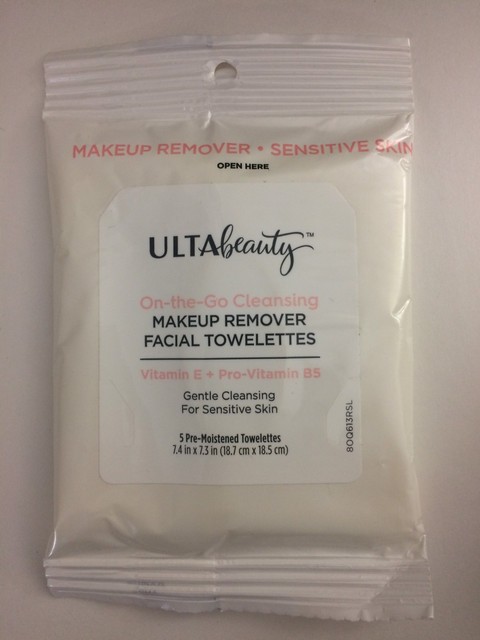 MAKEUP REMOVER • SENSITIVE SKIN
OPEN HERE
ULTAbeauty™
On-the-Go Cleansing
MAKEUP REMOVER
FACIAL TOWELETTES
Vitamin E + Pro-Vitamin B5
Gentle Cleansing
For Sensitive Skin
5 Pre-Moistened Towelettes
7.4 in x 7.3 in (18.7 cm x 18.5 cm)
80Q613RSL